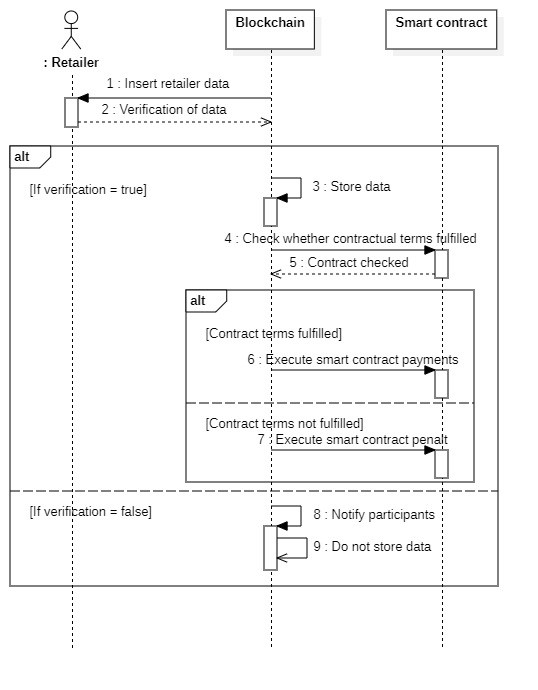 Blockchain
Smart contract
: Retailer
1 : Insert retailer data
2 : Verification of data
alt
[If verification = true]
3 : Store data
4 : Check whether contractual terms fulfilled
5 : Contract checked
alt
[Contract terms fulfilled]
6 : Execute smart contract payments
[Contract terms not fulfilled]
7 : Execute smart contract penalt
[If verification = false]
8 : Notify participants
9 : Do not store data